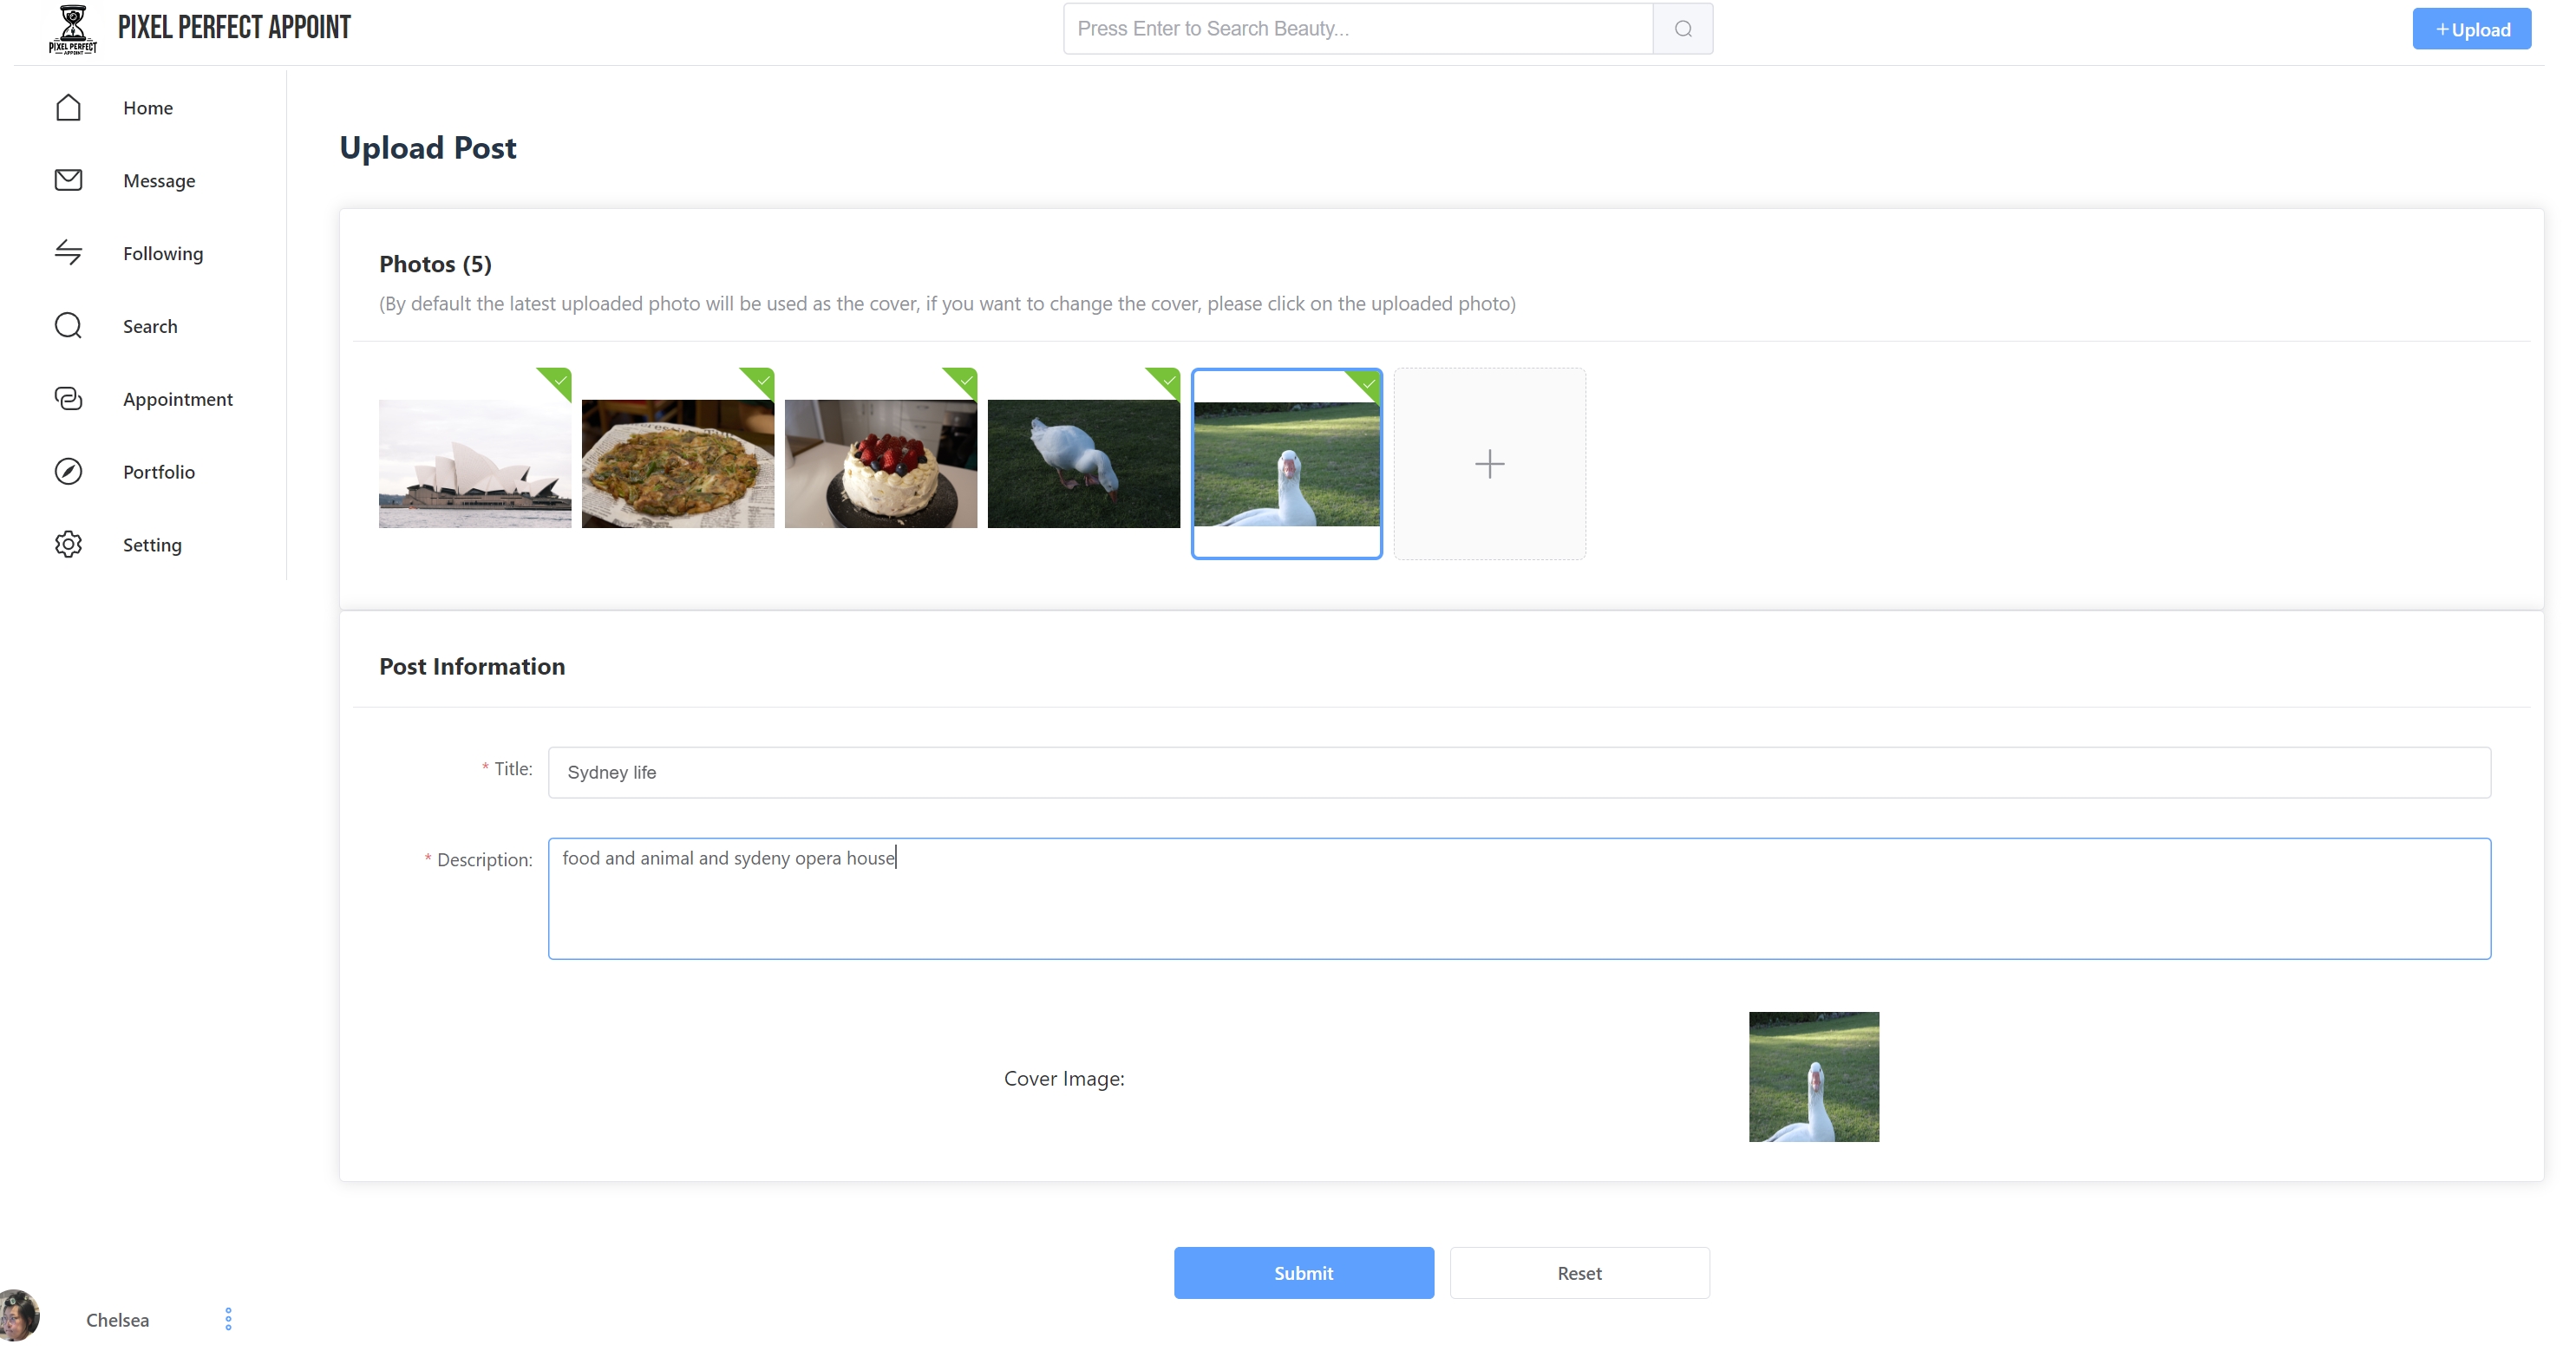 PIXEL PERFECT
APPOINT
PIXEL PERFECT APPOINT
Press Enter to Search Beauty...
+Upload
Home
Message
Following
Search
Appointment
Portfolio
Setting
Upload Post
Photos (5)
(By default the latest uploaded photo will be used as the cover, if you want to change the cover, please click on the uploaded photo)
Post Information
* Title:
Sydney life
* Description:
food and animal and sydeny opera house
Cover Image:
Submit
Reset
Chelsea